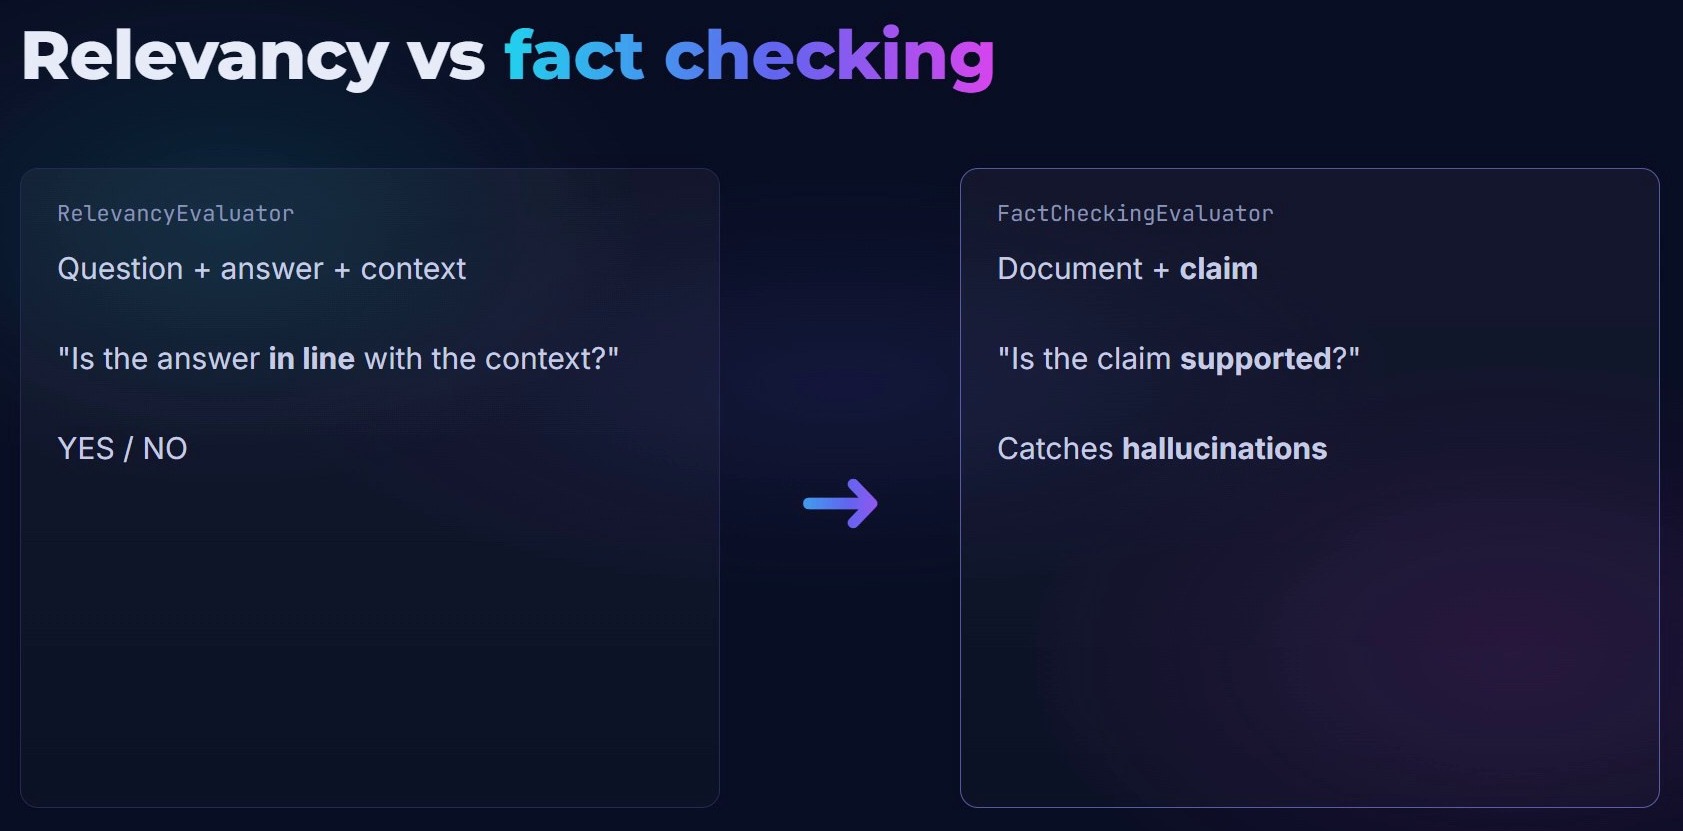 Relevancy vs fact checking
RelevancyEvaluator
Question + answer + context
"Is the answer in line with the context?"
YES / NO
FactCheckingEvaluator
Document + claim
"Is the claim supported?"
Catches hallucinations